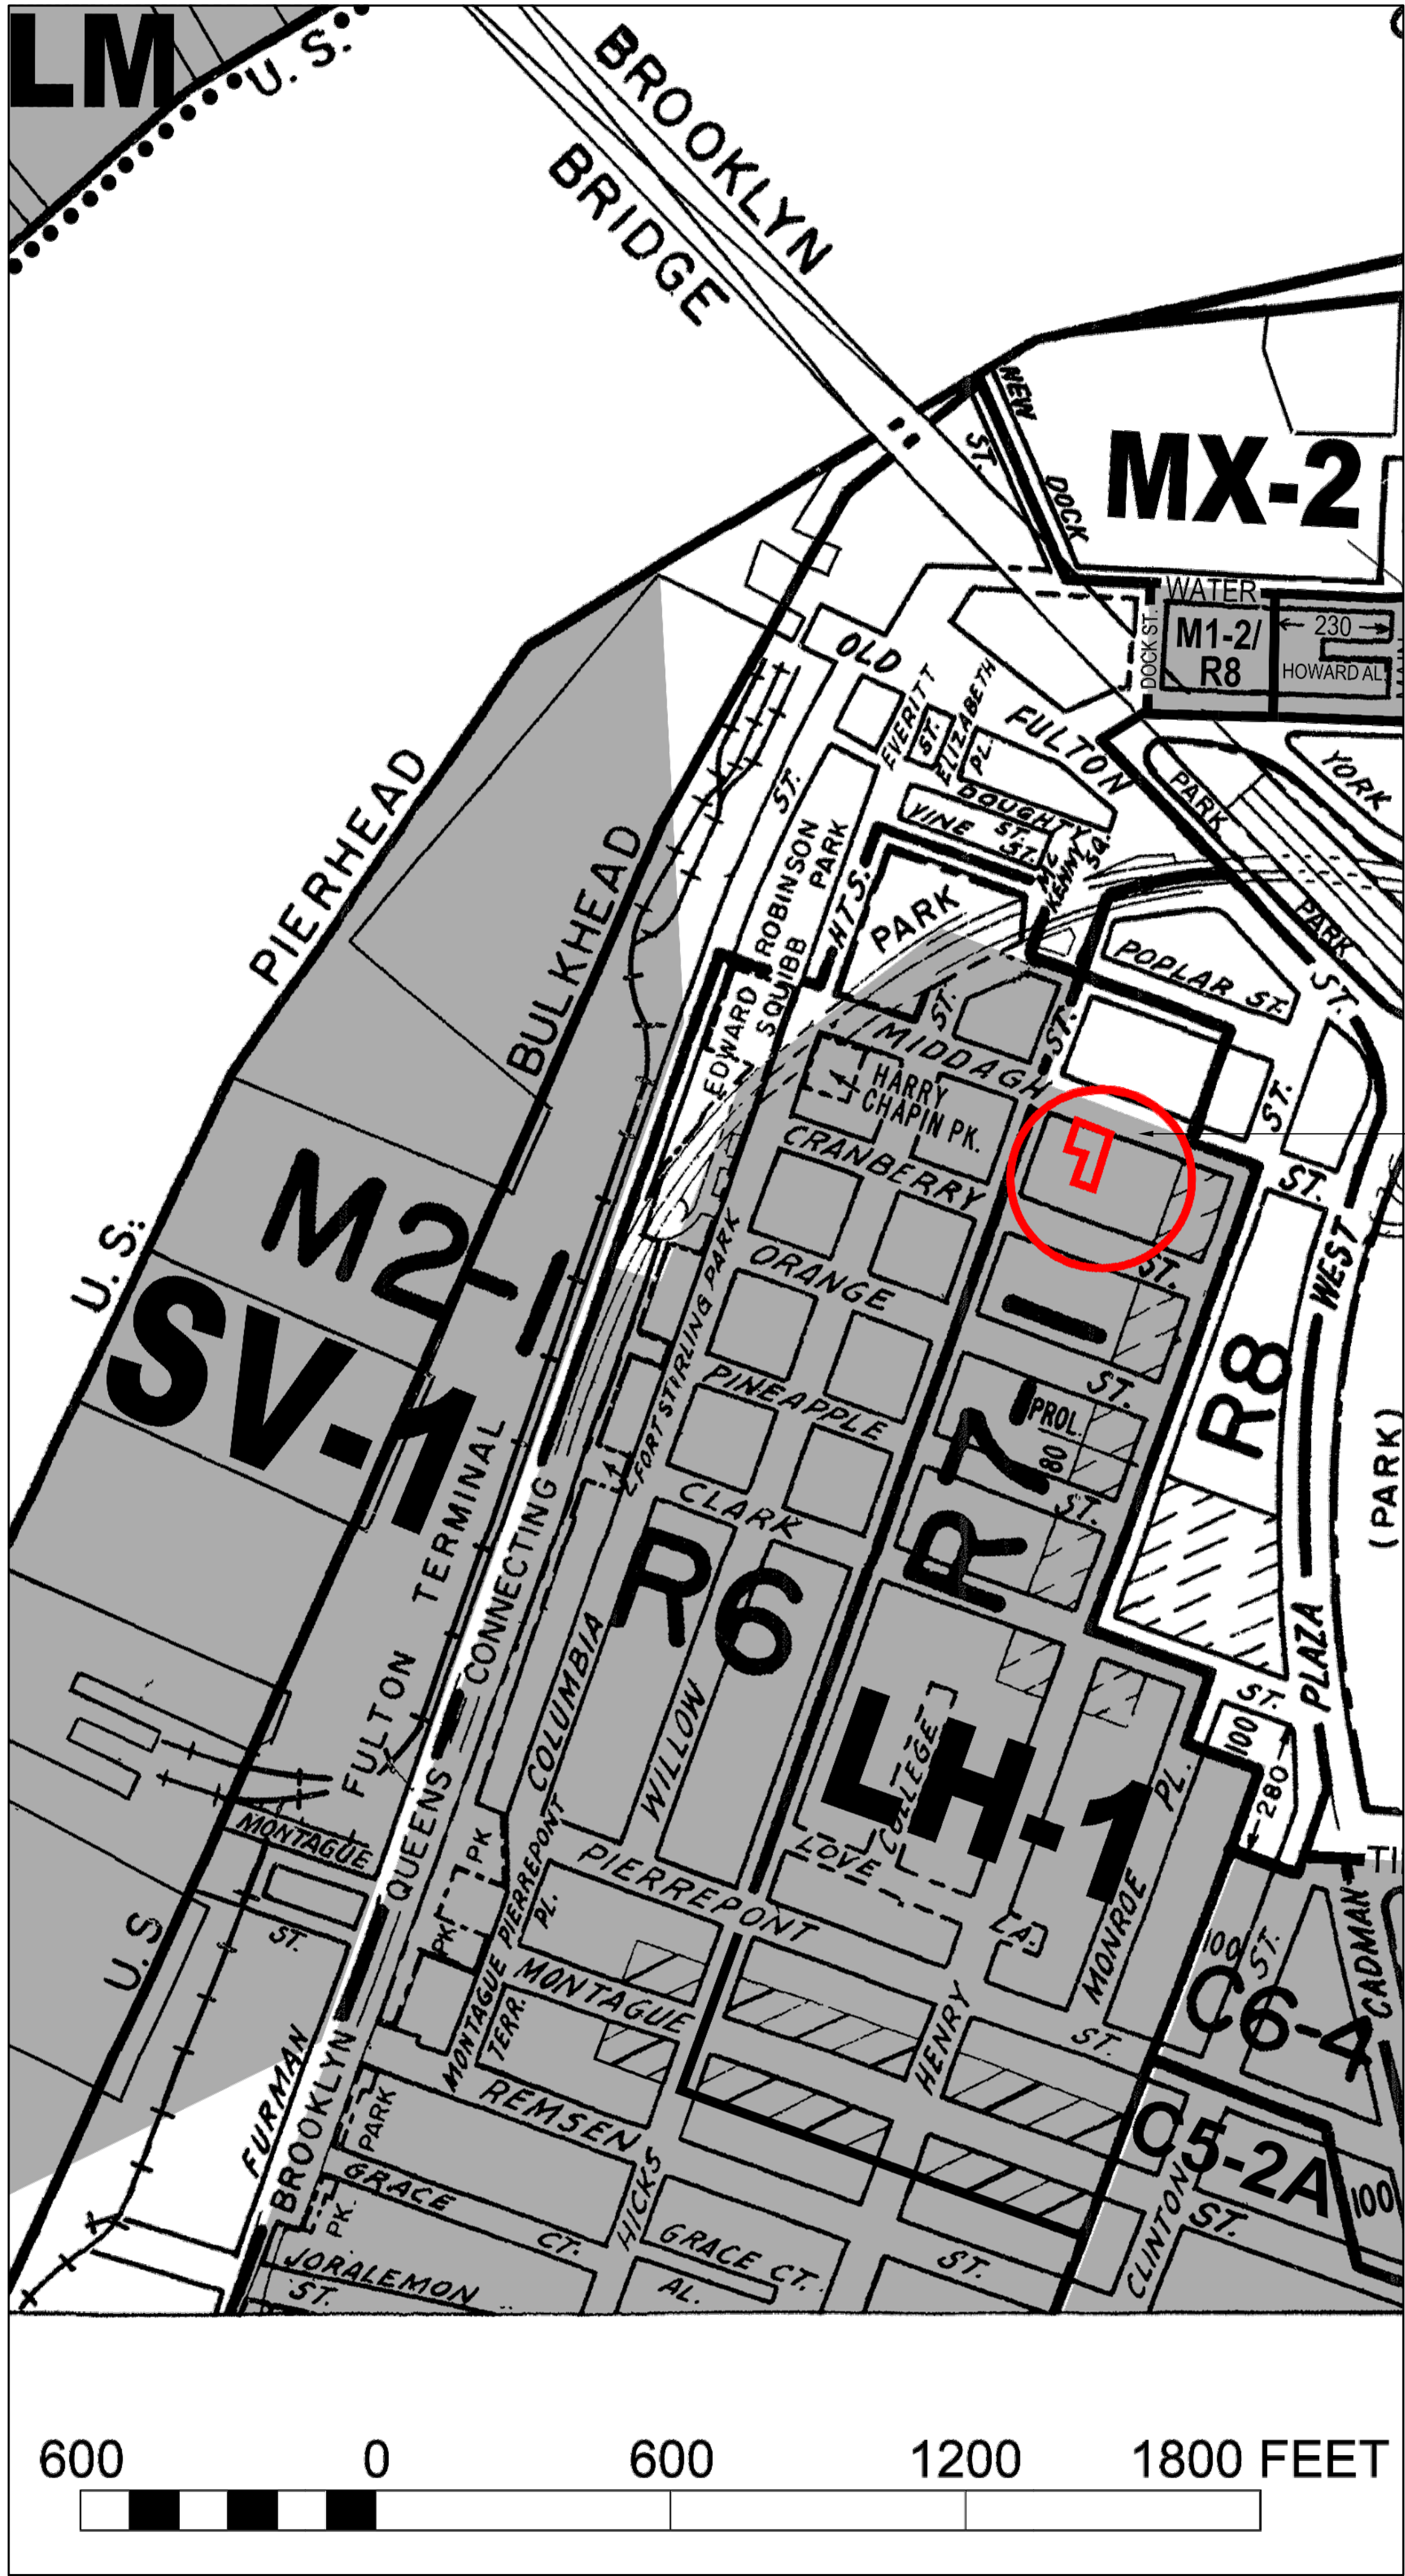 LM
U. S.
BROOKLYN
BRIDGE
NEW
ST.
DOCK
MX-2
WATER
DOCK ST.
M1-2/
R8
230
HOWARD AL.
OLD
FULTON
EVERITT
ST.
ELIZABETH
PL.
DOUGHTY
ST.
VINE
ST.
MC
KENNY
SQ.
PARK
YORK
PARK
ST.
PIERHEAD
U. S.
BULKHEAD
ST.
EDWARD
SQUIBB
ROBINSON
PARK
HTS.
PARK
POPLAR ST.
ST.
ST.
MIDDAGH
HARRY
CHAPIN PK.
ST.
ST.
CRANBERRY
ST.
ORANGE
ST.
PINEAPPLE
ST.
CLARK
FORT STIRLING PARK
M2-1
SV-1
R7-1
PROL.
80
R8
WEST
PLAZA
(PARK)
FULTON
TERMINAL
CONNECTING
QUEENS
BROOKLYN
COLUMBIA
R6
WILLOW
LH-1
COLLEGE
LOVE
LA.
PL.
MONROE
ST.
100
280
MONTAGUE
ST.
U.S
PK
PK
MONTAGUE
PIERREPONT
PL.
PIERREPONT
TERR.
MONTAGUE
HENRY
ST.
100
ST.
CADMAN
C6-4
C5-2A
100
FURMAN
PARK
PK.
REMSEN
HICKS
GRACE
CT.
GRACE CT.
AL.
ST.
CLINTON
ST.
JORALEMON
ST.
600 0 600 1200 1800 FEET